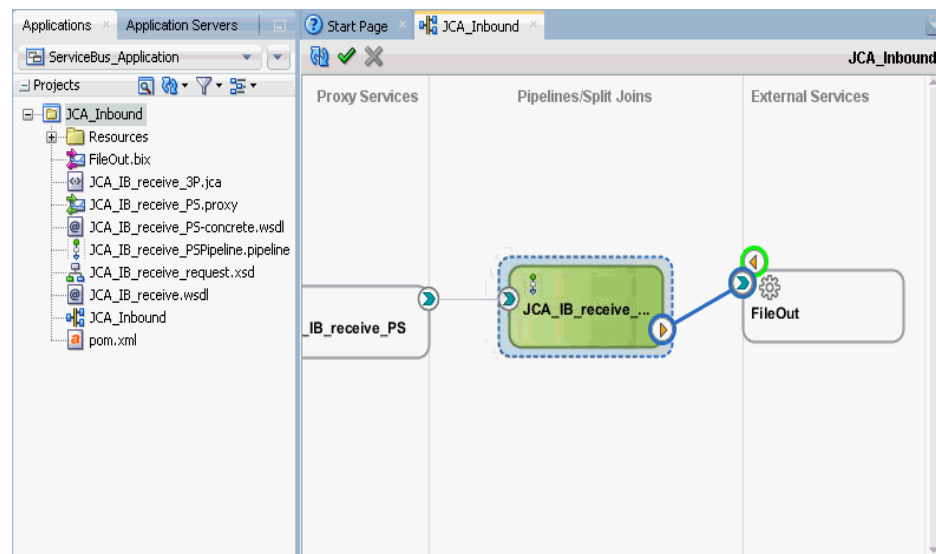 Applications
Application Servers
Start Page
JCA_Inbound
ServiceBus_Application
JCA_Inbound
Projects
Proxy Services
Pipelines/Split Joins
External Services
JCA_Inbound
Resources
FileOut.bix
JCA_IB_receive_3P.jca
JCA_IB_receive_PS.proxy
JCA_IB_receive_PS-concrete.wsdl
JCA_IB_receive_PSPipeline.pipeline
JCA_IB_receive_request.xsd
JCA_IB_receive.wsdl
JCA_Inbound
pom.xml
_IB_receive_PS
JCA_IB_receive_...
FileOut